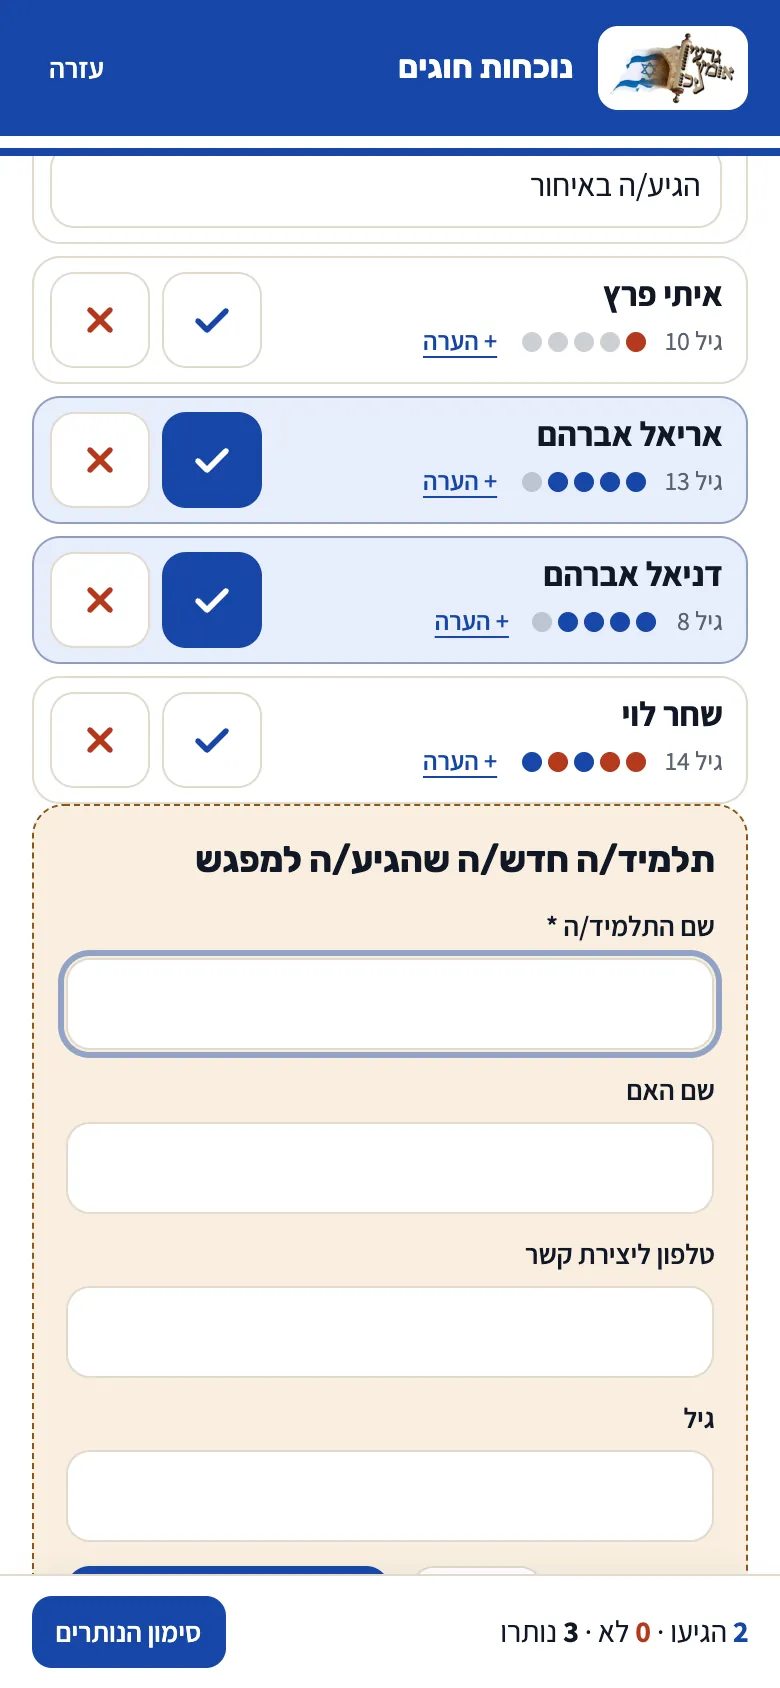 גרעין
אומץ
נוכחות חוגים
עזרה
הגיע/ה באיחור
איתי פרץ
גיל 10
+ הערה
אריאל אברהם
גיל 13
+ הערה
דניאל אברהם
גיל 8
+ הערה
שחר לוי
גיל 14
+ הערה
תלמיד/ה חדש/ה שהגיע/ה למפגש
שם התלמיד/ה *
שם האם
טלפון ליצירת קשר
גיל
2 הגיעו · 0 לא · 3 נותרו
סימון הנותרים